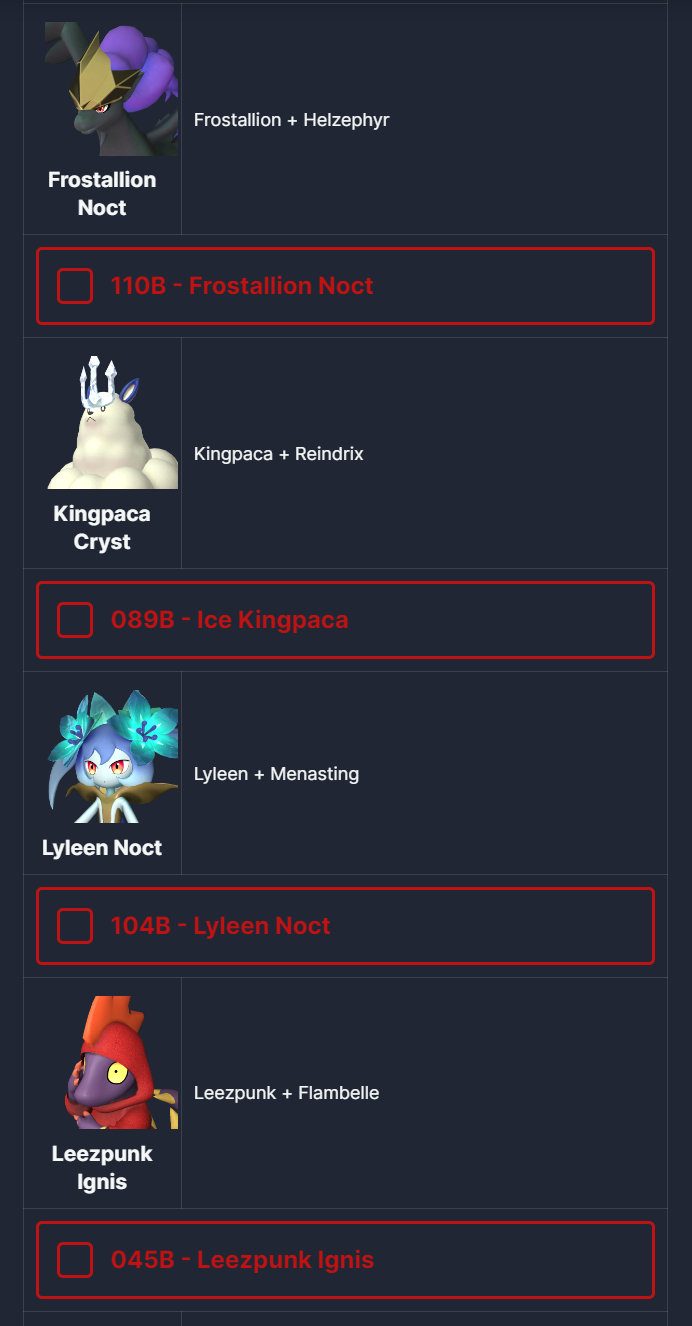 Frostallion + Helzephyr
Frostallion
Noct
110B - Frostallion Noct
Kingpaca + Reindrix
Kingpaca
Cryst
089B - Ice Kingpaca
Lyleen + Menasting
Lyleen Noct
104B - Lyleen Noct
Leezpunk + Flambelle
Leezpunk
Ignis
045B - Leezpunk Ignis